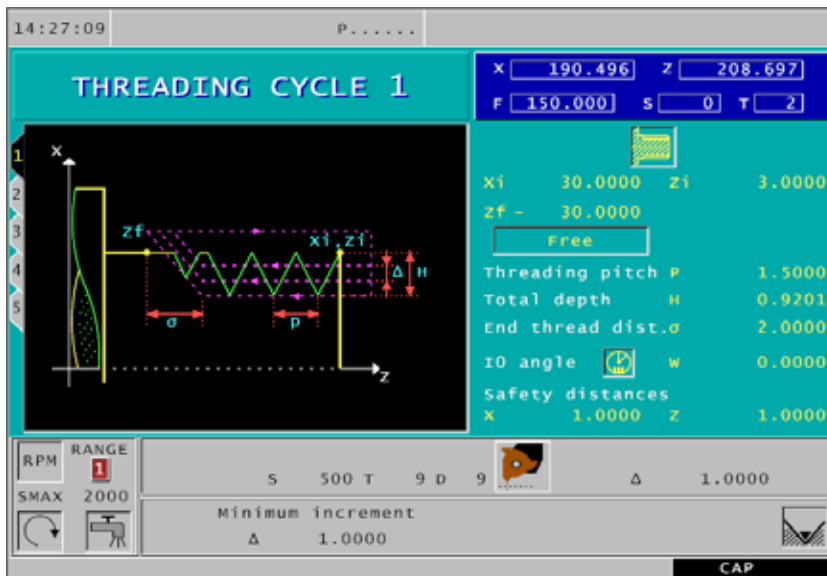 14:27:09 P......
THREADING CYCLE 1
X 190.496 Z 208.697
F 150.000 S 0 T 2
1
2
3
4
5
X
zf
xi,zi
Δ H
σ
p
z
Xi 30.0000 Zi 3.0000
Zf - 30.0000
Free
Threading pitch P 1.5000
Total depth H 0.9201
End thread dist.σ 2.0000
IO angle W 0.0000
Safety distances
X 1.0000 Z 1.0000
RPM RANGE
1
SMAX 2000
S 500 T 9 D 9 Δ 1.0000
Minimum increment
Δ 1.0000
CAP